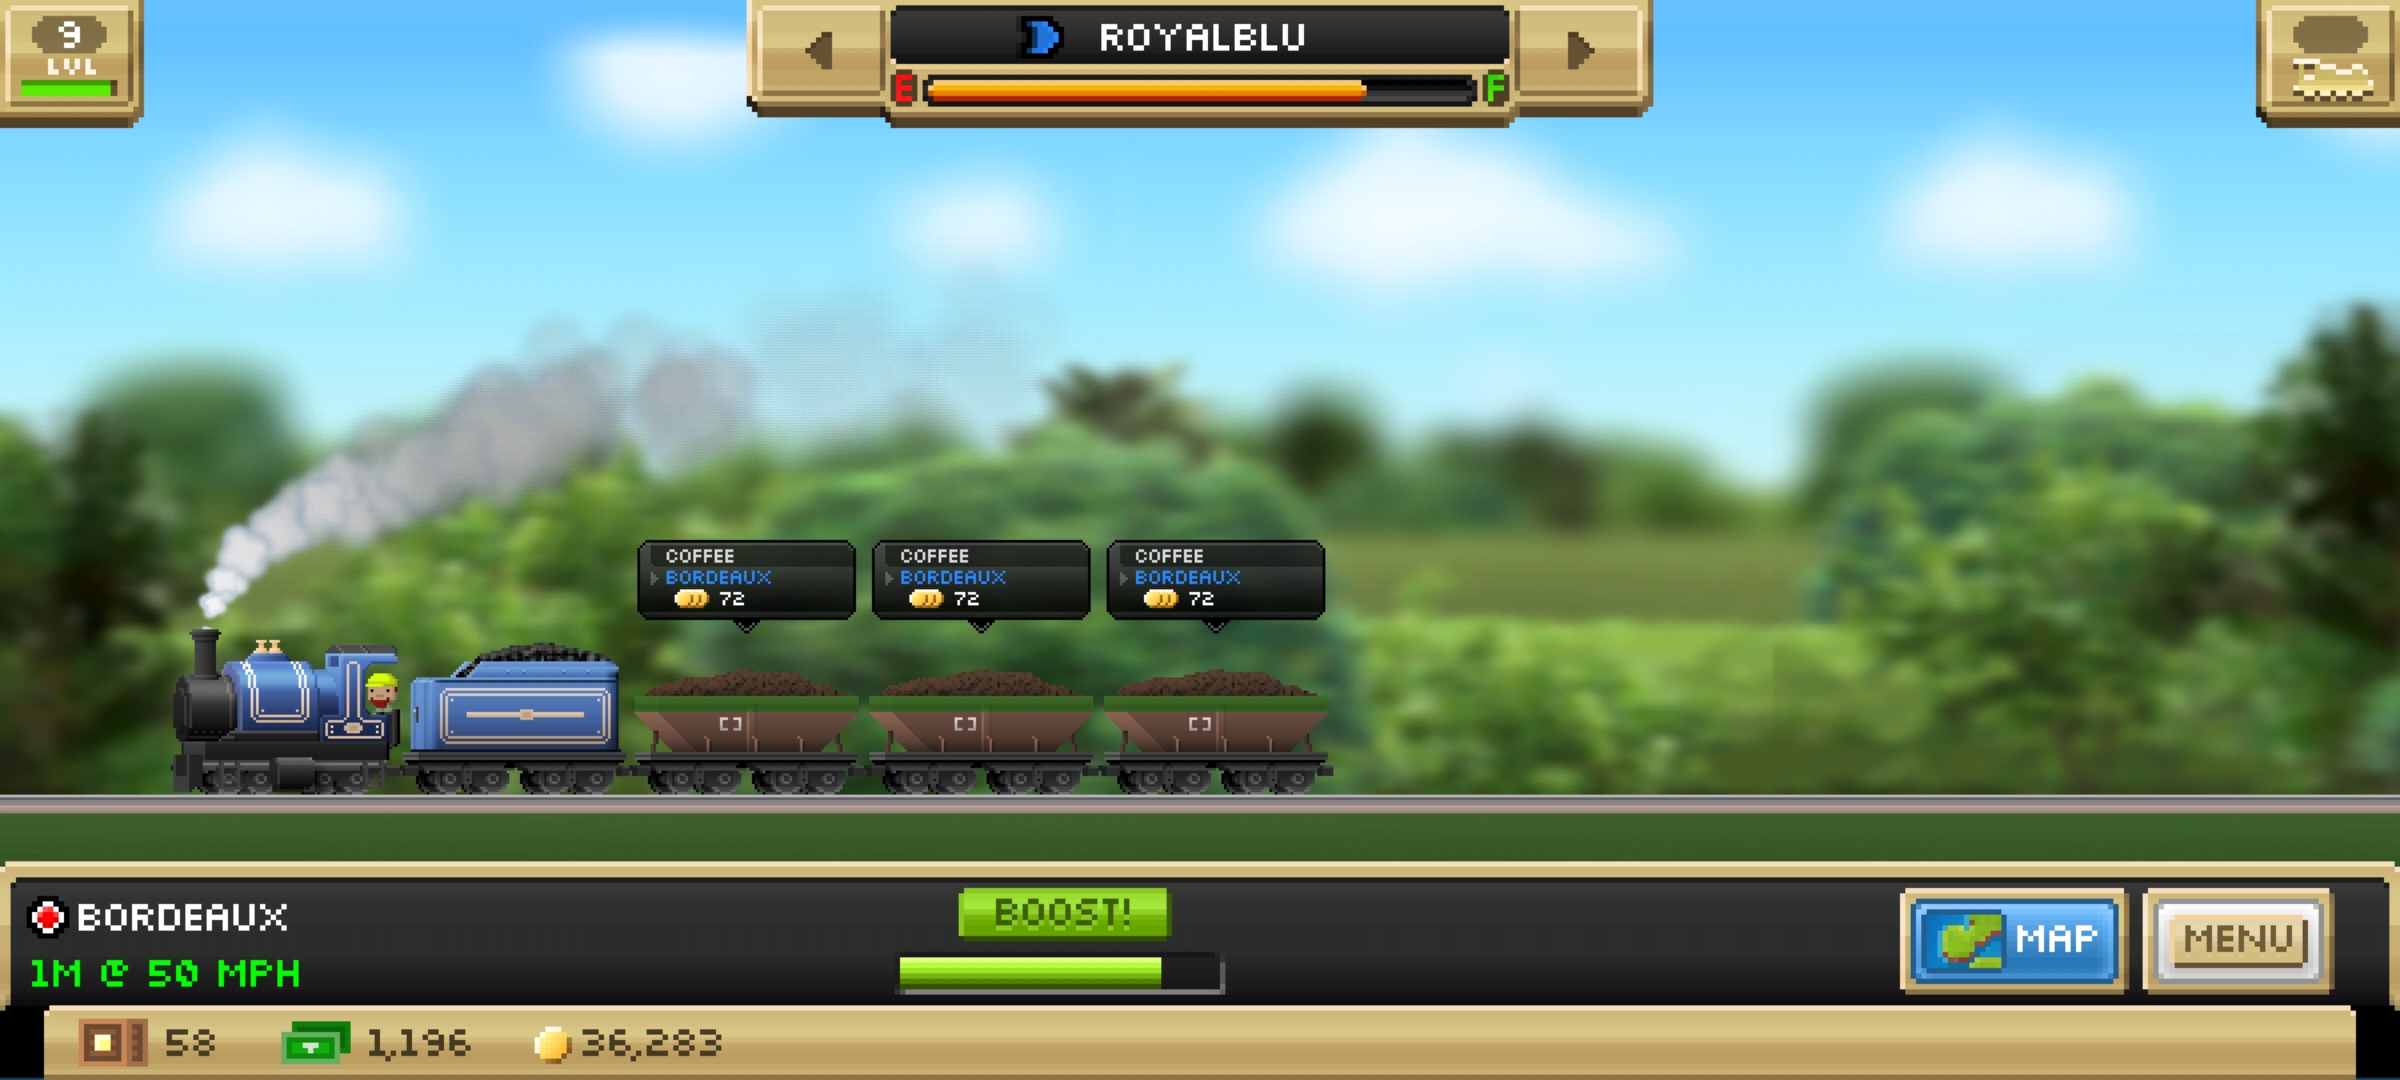 9
LVL
ROYALBLU
E F
COFFEE
BORDEAUX
72
COFFEE
BORDEAUX
72
COFFEE
BORDEAUX
72
BORDEAUX
1M @ 50 MPH
BOOST!
MAP
MENU
58
1,196
36,283